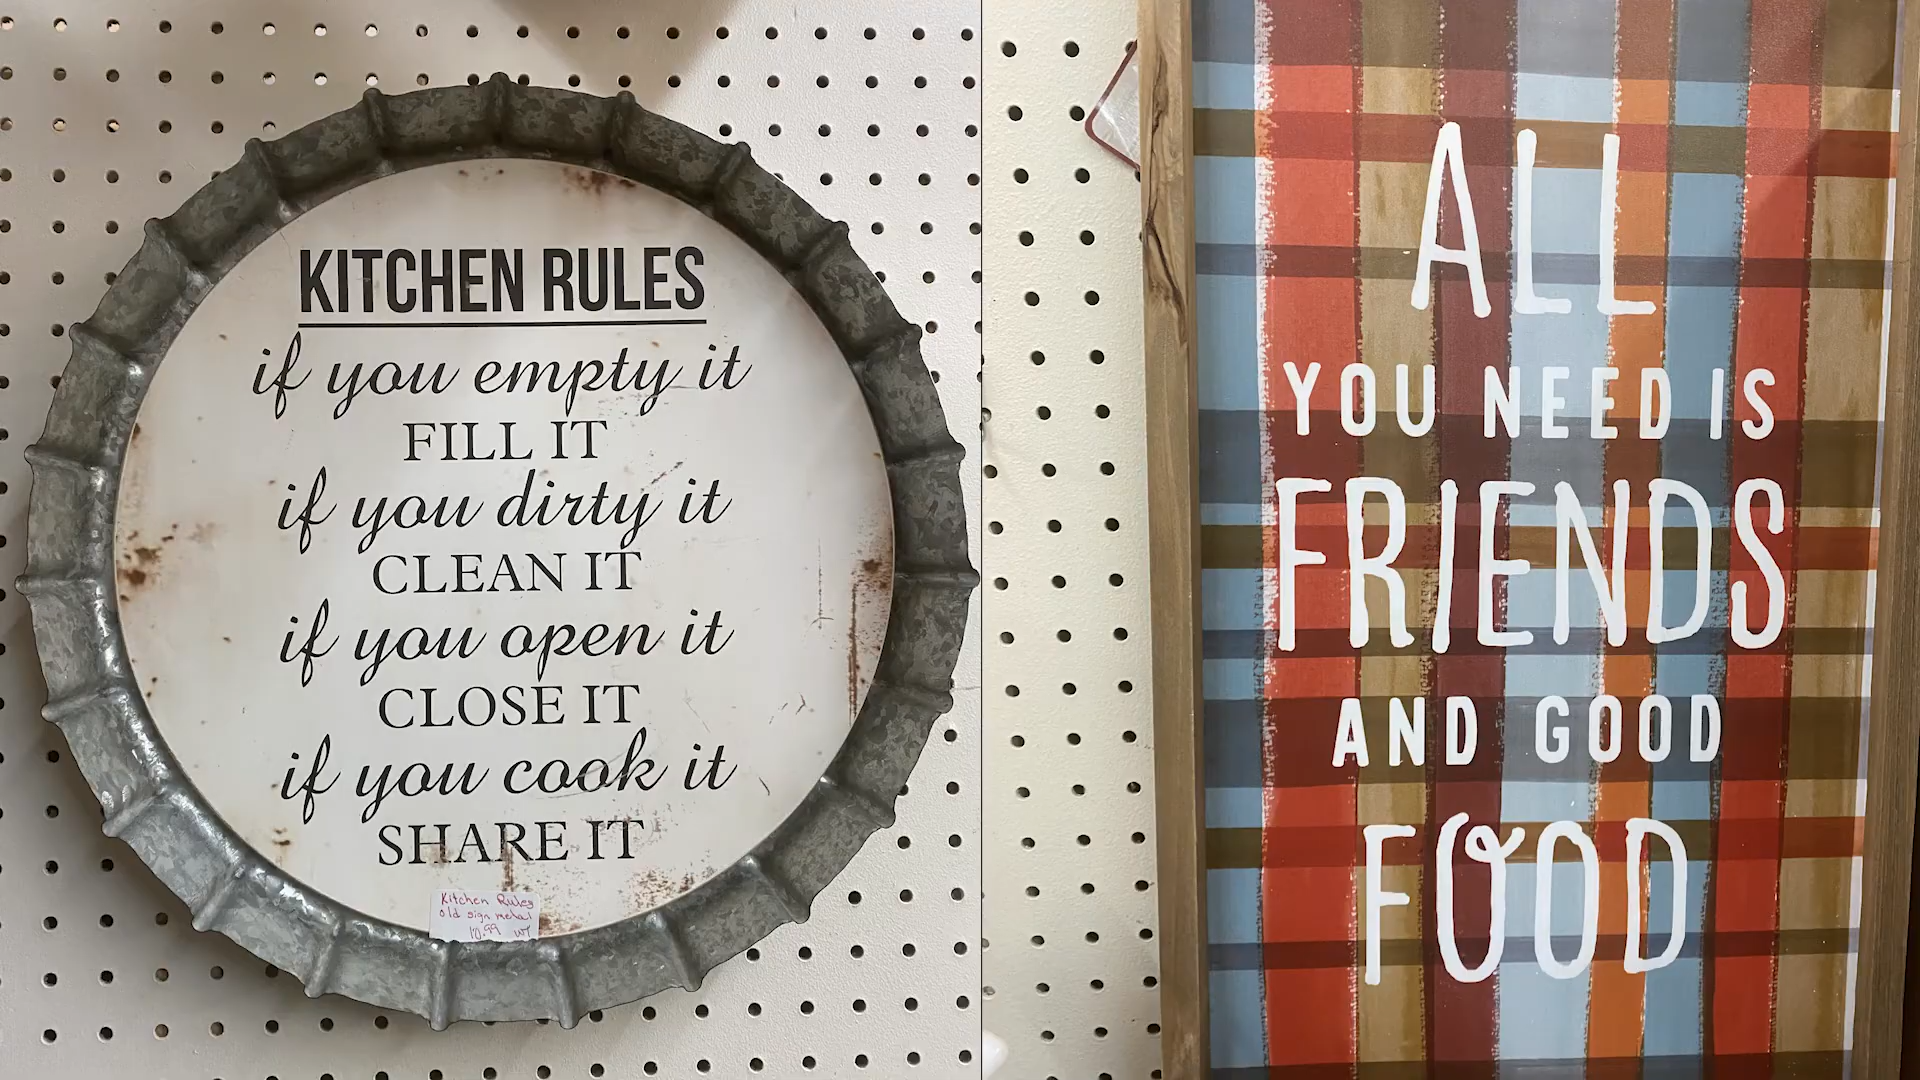 KITCHEN RULES
if you empty it
FILL IT
if you dirty it
CLEAN IT
if you open it
CLOSE IT
if you cook it
SHARE IT
Kitchen Rules
old sign metal
10.99 WT
ALL
YOU NEED IS
FRIENDS
AND GOOD
FOOD